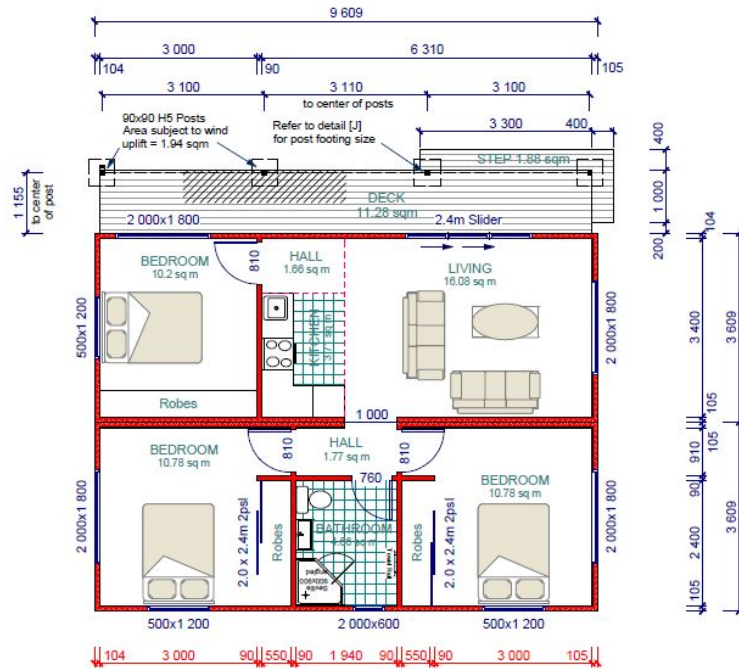 9 609
3 000
6 310
104
90
105
3 100
3 110
3 100
to center of posts
90x90 H5 Posts
Area subject to wind
uplift = 1.94 sqm
Refer to detail [J]
for post footing size
3 300
400
400
STEP 1.88 sqm
1 155
to center
of post
DECK
11.28 sqm
1 000
104
200
2 000x1 800
2.4m Slider
BEDROOM
10.2 sq m
810
HALL
1.66 sq m
LIVING
16.08 sq m
500x1 200
KITCHEN
2 000x1 800
3 400
3 609
Robes
1 000
105
105
BEDROOM
10.78 sq m
810
HALL
1.77 sq m
810
760
BEDROOM
10.78 sq m
910
90
2 000x1 800
2.0 x 2.4m 2psl
Robes
BATHROOM
4.66 sq m
Robes
2.0 x 2.4m 2psl
2 000x1 800
2 400
3 609
Seville
900x900
angled
Towel Rail
105
500x1 200
2 000x600
500x1 200
104
3 000
90
550
90
1 940
90
550
90
3 000
105